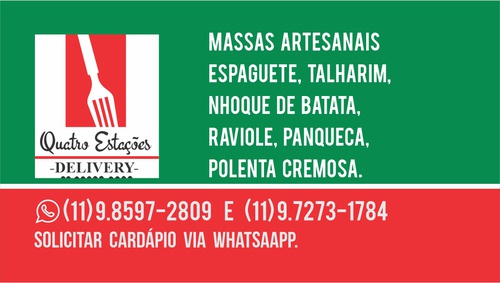 MASSAS ARTESANAIS
ESPAGUETE, TALHARIM,
NHOQUE DE BATATA,
RAVIOLE, PANQUECA,
POLENTA CREMOSA.
Quatro Estações
-DELIVERY-
(11)9.8597-2809 E (11)9.7273-1784
SOLICITAR CARDÁPIO VIA WHATSAAPP.